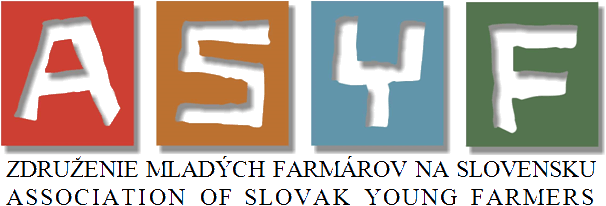 ASYF
ZDRUŽENIE MLADÝCH FARMÁROV NA SLOVENSKU
ASSOCIATION OF SLOVAK YOUNG FARMERS